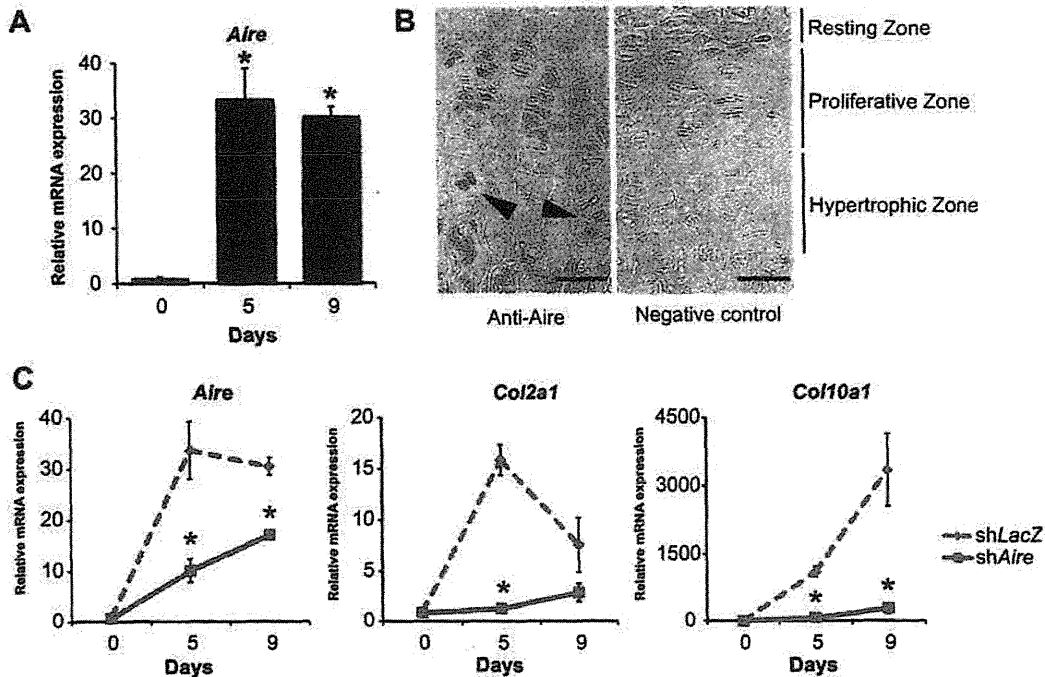 A
Aire
Relative mRNA expression
40
30
20
10
0
*
*
0 5 9
Days
B
Resting Zone
Proliferative Zone
Hypertrophic Zone
Anti-Aire
Negative control
C
Aire
Relative mRNA expression
40
30
20
10
0
*
*
0 5 9
Days
Col2a1
Relative mRNA expression
20
15
10
5
0
*
0 5 9
Days
Col10a1
Relative mRNA expression
4500
3000
1500
0
*
*
0 5 9
Days
shLacZ
shAire